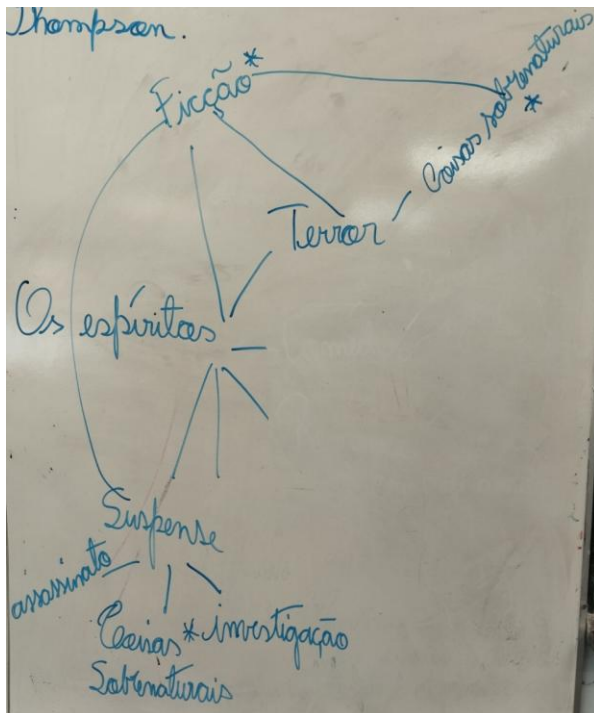 Thompson.
Ficção*
Coisas sobrenaturais
*
Terror
Os espíritos
Suspense
assassinato
Coisas * investigação
Sobrenaturais